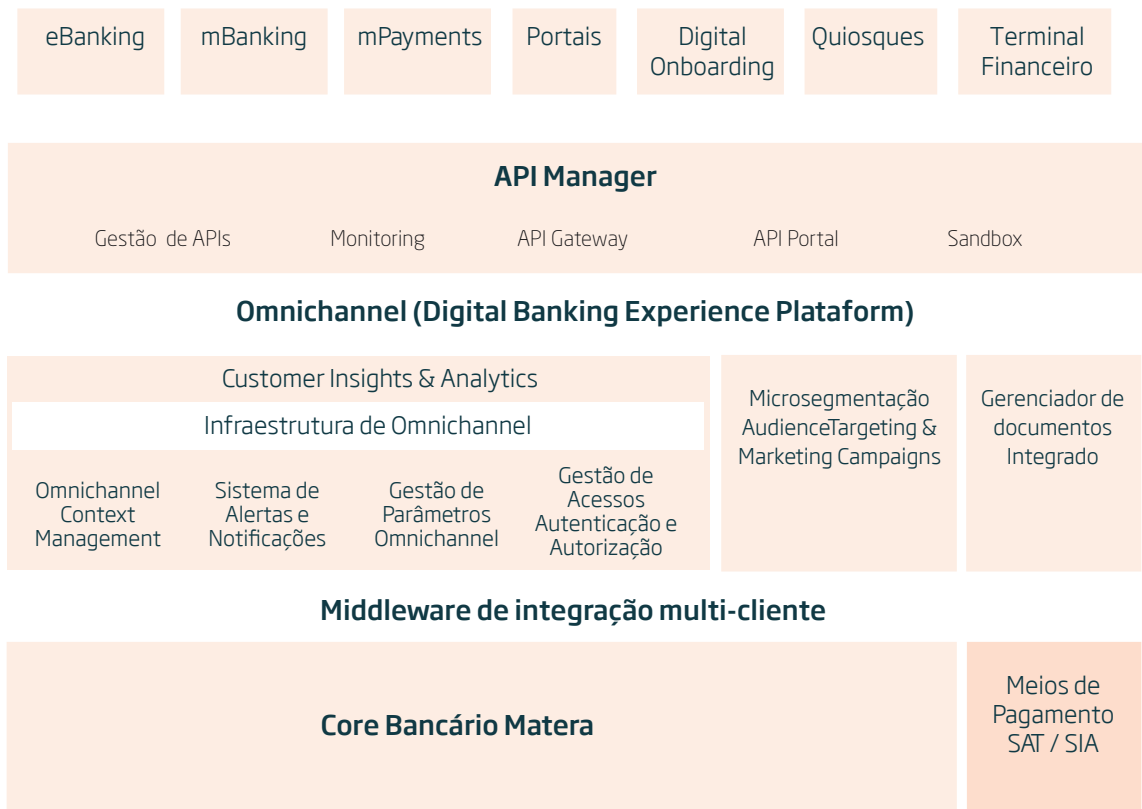 eBanking
mBanking
mPayments
Portais
Digital
Onboarding
Quiosques
Terminal
Financeiro
API Manager
Gestão de APIs
Monitoring
API Gateway
API Portal
Sandbox
Omnichannel (Digital Banking Experience Plataform)
Customer Insights & Analytics
Infraestrutura de Omnichannel
Omnichannel
Context
Management
Sistema de
Alertas e
Notificações
Gestão de
Parâmetros
Omnichannel
Gestão de
Acessos
Autenticação e
Autorização
Microsegmentação
AudienceTargeting &
Marketing Campaigns
Gerenciador de
documentos
Integrado
Middleware de integração multi-cliente
Core Bancário Matera
Meios de
Pagamento
SAT / SIA